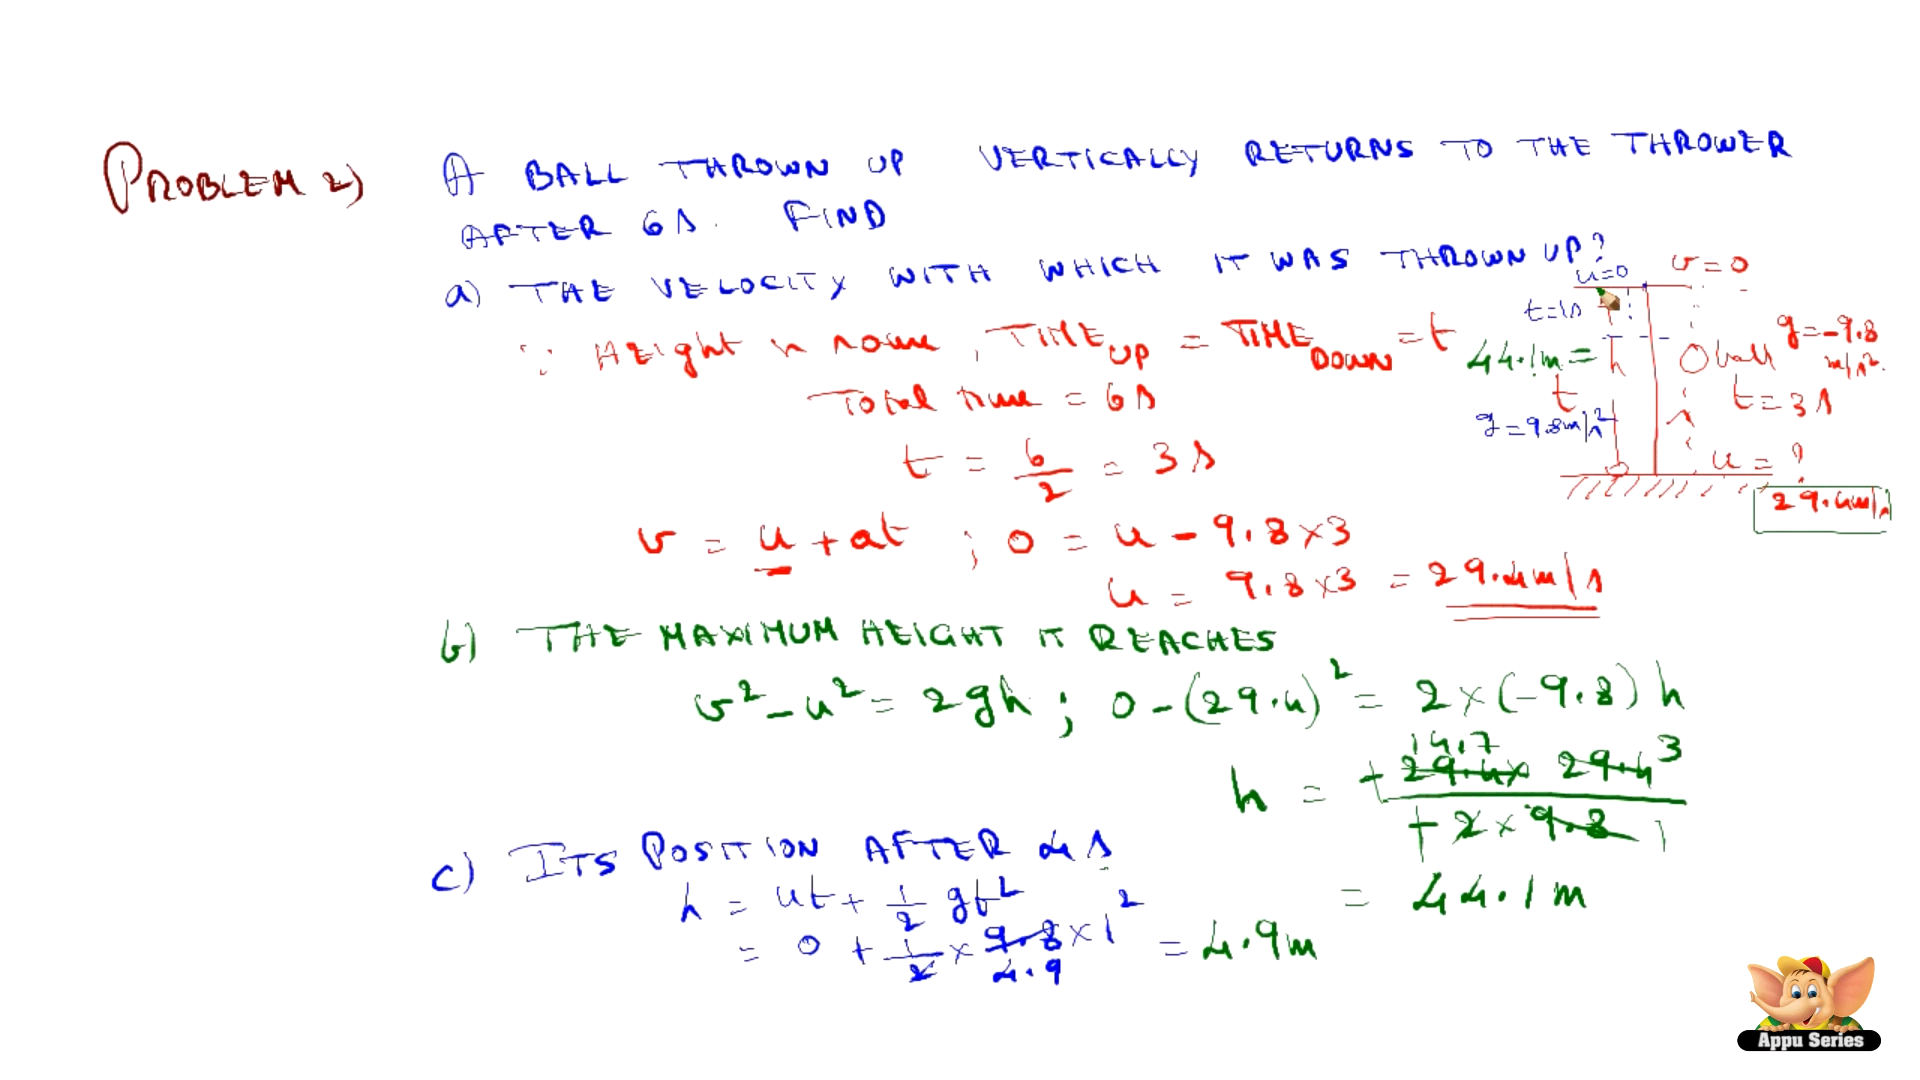 PROBLEM 2) A BALL THROWN UP VERTICALLY RETURNS TO THE THROWER
AFTER 6s. FIND
a) THE VELOCITY WITH WHICH IT WAS THROWN UP?
∵ HEIght is same, TIME UP = TIME DOWN = t
Total time = 6s
t = 6/2 = 3s
v = u + at ; 0 = u - 9.8 × 3
u = 9.8 × 3 = 29.4m/s
b) THE MAXIMUM HEIGHT IT REACHES
v² - u² = 2gh ; 0 - (29.4)² = 2 × (-9.8) h
14.7
h = + 29.4 × 29.4 3 / + 2 × 9.8 1
= 44.1m
c) ITS POSITION AFTER 4s
h = ut + 1/2 gt²
= 0 + 1/2 × 9.8 × 1² = 4.9m
4.9
u=0
v=0
t=1s
44.1m = h
t
g=9.8m/s²
ball
g=-9.8 m/s²
t=3s
u=?
29.4m/s
Appu Series